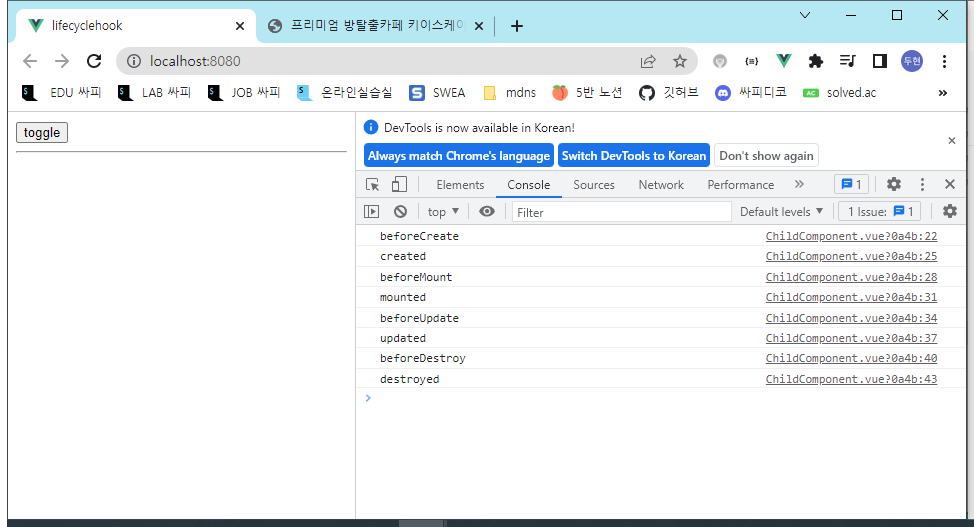 lifecyclehook
프리미엄 방탈출카페 키이스케이
localhost:8080
두현
EDU 싸피
LAB 싸피
JOB 싸피
온라인실습실
SWEA
mdns
5반 노션
깃허브
싸피디코
solved.ac
toggle
DevTools is now available in Korean!
Always match Chrome's language
Switch DevTools to Korean
Don't show again
Elements
Console
Sources
Network
Performance
1
top
Filter
Default levels
1 Issue: 1
beforeCreate ChildComponent.vue?0a4b:22
created ChildComponent.vue?0a4b:25
beforeMount ChildComponent.vue?0a4b:28
mounted ChildComponent.vue?0a4b:31
beforeUpdate ChildComponent.vue?0a4b:34
updated ChildComponent.vue?0a4b:37
beforeDestroy ChildComponent.vue?0a4b:40
destroyed ChildComponent.vue?0a4b:43